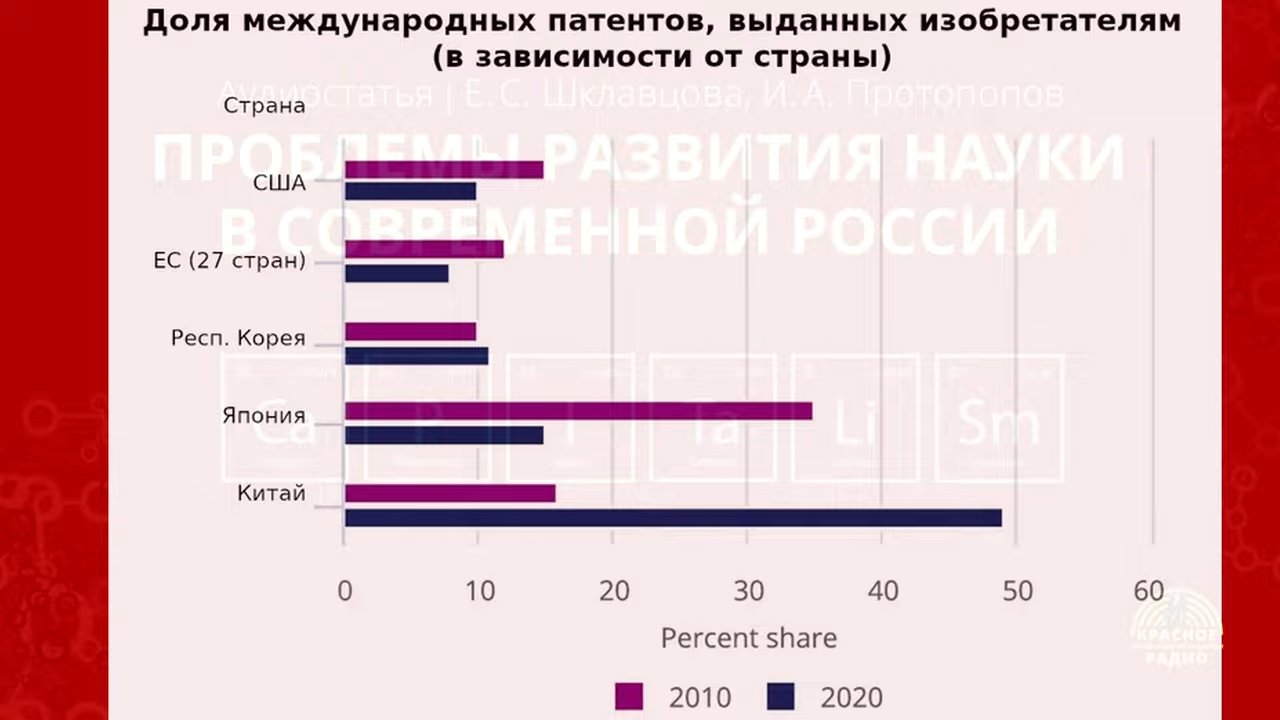 Доля международных патентов, выданных изобретателям
(в зависимости от страны)
Аудиостатья | Е. С. Шклавцова, И. А. Протопопов
Страна
ПРОБЛЕМЫ РАЗВИТИЯ НАУКИ
США
В СОВРЕМЕННОЙ РОССИИ
ЕС (27 стран)
Респ. Корея
Япония
Ca P I Ta Li Sm
Китай
0 10 20 30 40 50 60
Percent share
КРАСНОЕ
РАДИО
2010 2020